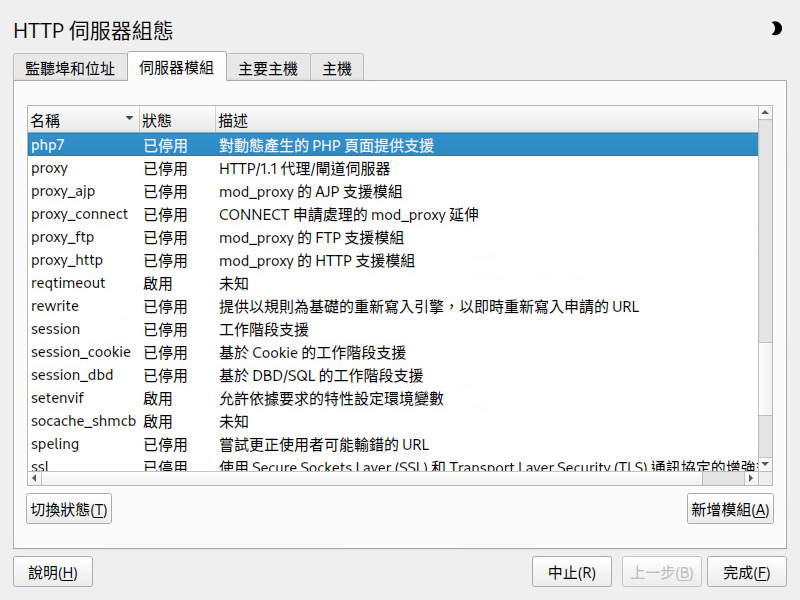 HTTP 伺服器組態
監聽埠和位址 伺服器模組 主要主機 主機
名稱 狀態 描述
php7 已停用 對動態產生的 PHP 頁面提供支援
proxy 已停用 HTTP/1.1 代理/閘道伺服器
proxy_ajp 已停用 mod_proxy 的 AJP 支援模組
proxy_connect 已停用 CONNECT 申請處理的 mod_proxy 延伸
proxy_ftp 已停用 mod_proxy 的 FTP 支援模組
proxy_http 已停用 mod_proxy 的 HTTP 支援模組
reqtimeout 啟用 未知
rewrite 已停用 提供以規則為基礎的重新寫入引擎，以即時重新寫入申請的 URL
session 已停用 工作階段支援
session_cookie 已停用 基於 Cookie 的工作階段支援
session_dbd 已停用 基於 DBD/SQL 的工作階段支援
setenvif 啟用 允許依據要求的特性設定環境變數
socache_shmcb 啟用 未知
speling 已停用 嘗試更正使用者可能輸錯的 URL
ssl 已停用 使用 Secure Sockets Layer (SSL) 和 Transport Layer Security (TLS) 通訊協定的增強
切換狀態(T) 新增模組(A)
說明(H) 中止(R) 上一步(B) 完成(F)